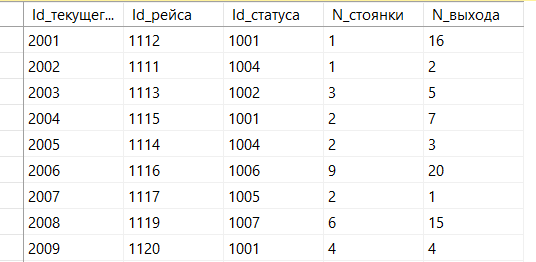 Id_текущег... Id_рейса Id_статуса N_стоянки N_выхода
2001 1112 1001 1 16
2002 1111 1004 1 2
2003 1113 1002 3 5
2004 1115 1001 2 7
2005 1114 1004 2 3
2006 1116 1006 9 20
2007 1117 1005 2 1
2008 1119 1007 6 15
2009 1120 1001 4 4